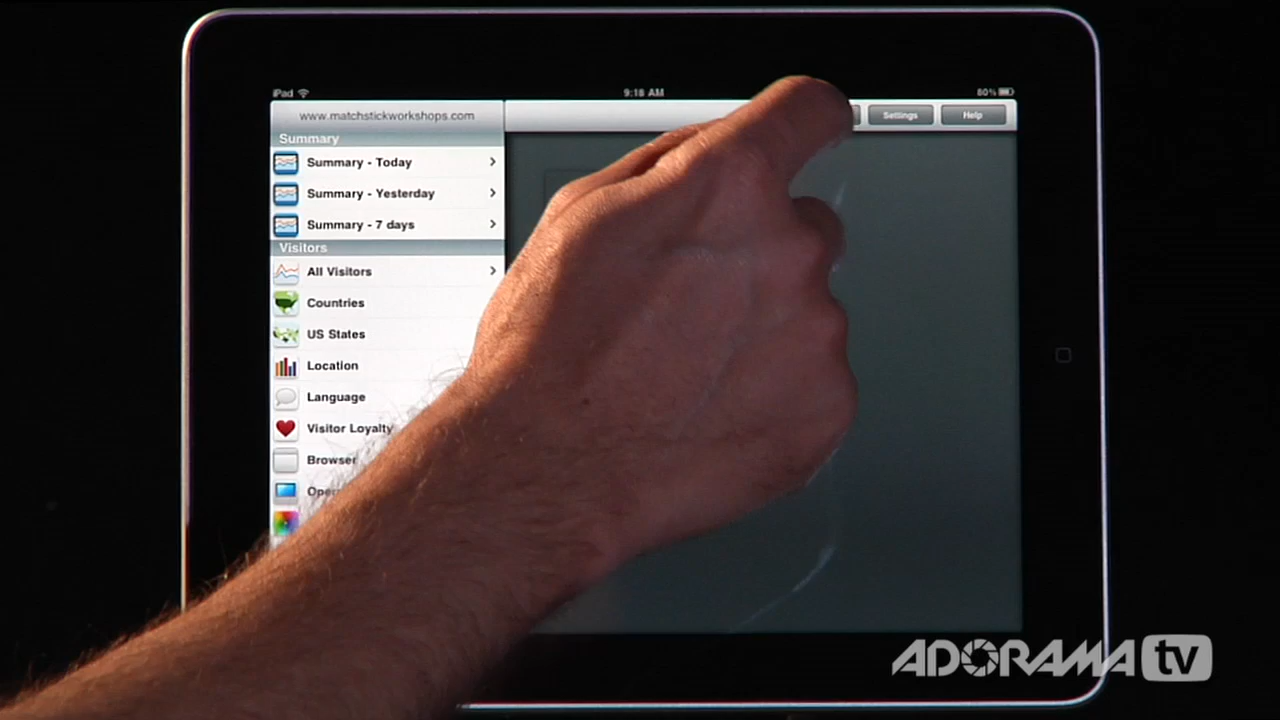 iPad 9:18 AM 80%
www.matchstickworkshops.com Settings Help
Summary
Summary - Today
Summary - Yesterday
Summary - 7 days
Visitors
All Visitors
Countries
US States
Location
Language
Visitor Loyalty
Browser
ADORAMA tv